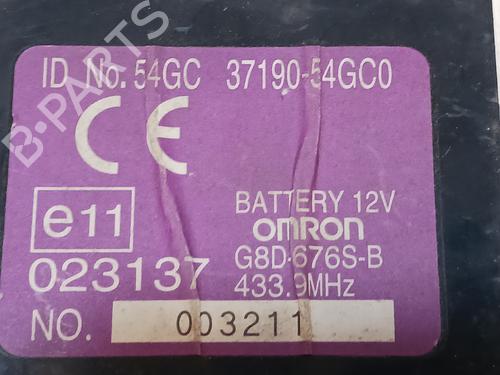 B-PARTS
ID No. 54GC 37190-54GC0
CE
e11
BATTERY 12V
OMRON
023137
G8D-676S-B
433.9MHz
NO. 003211